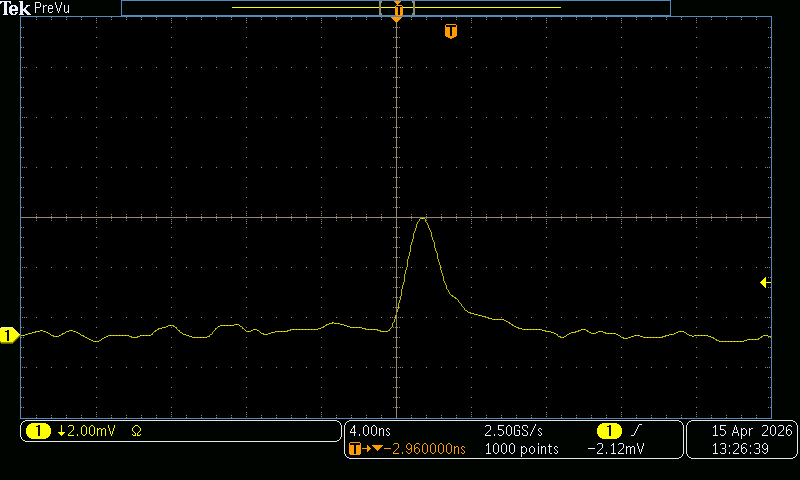 Tek PreVu
T
T
1
1 ↓2.00mV Ω
4.00ns 2.50GS/s 1 ∫
T→▼−2.960000ns 1000 points −2.12mV
15 Apr 2026
13:26:39